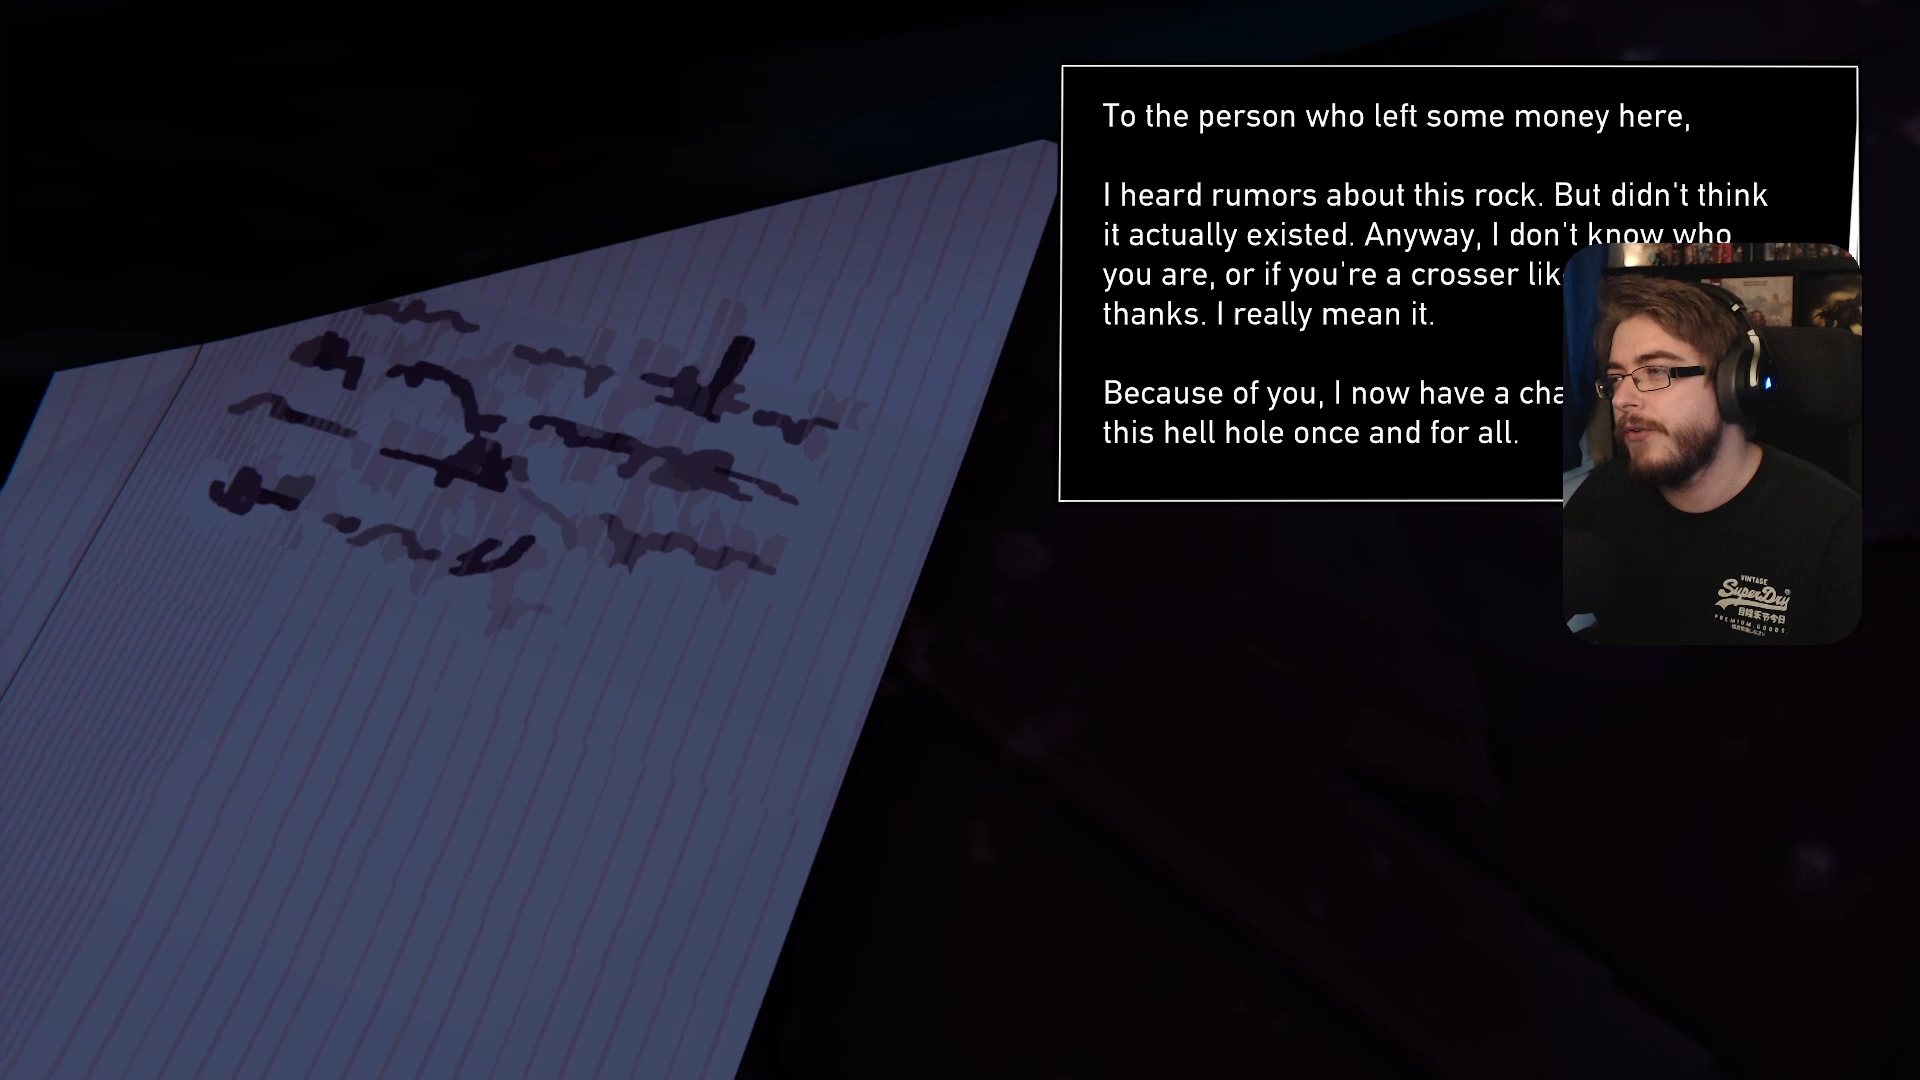 To the person who left some money here,
I heard rumors about this rock. But didn't think
it actually existed. Anyway, I don't know who
you are, or if you're a crosser
thanks. I really mean it.
Because of you, I now have a
this hell hole once and for all.
VINTAGE
SuperDry
PREMIUM GOODS